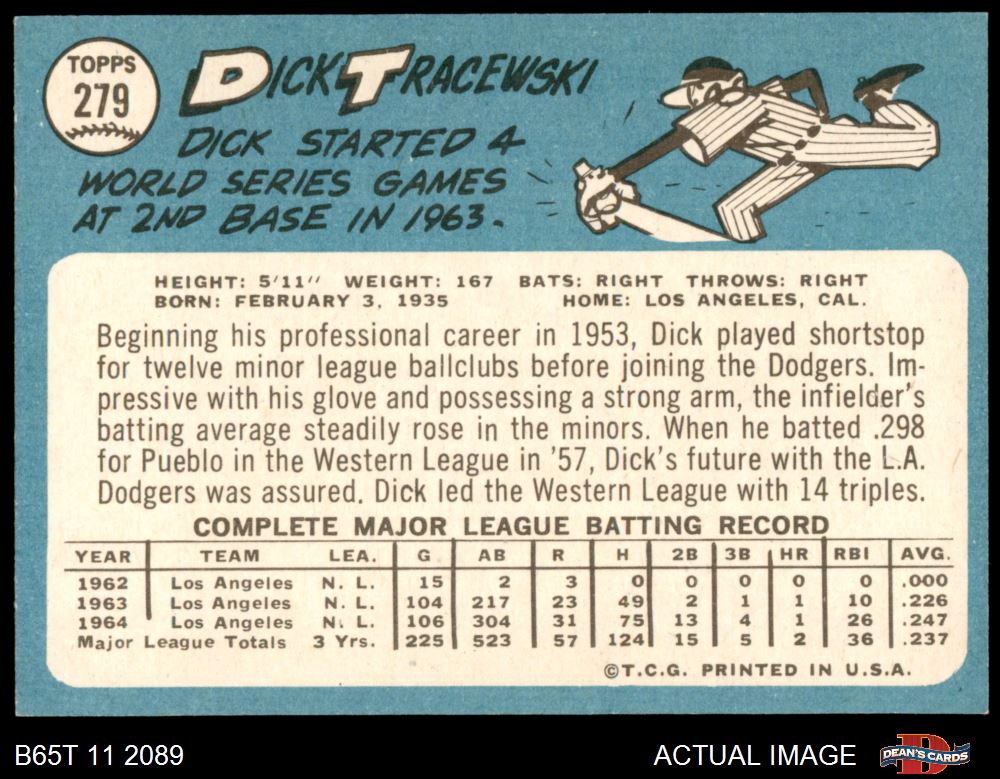 TOPPS
279
DICK TRACEWSKI
DICK STARTED 4
WORLD SERIES GAMES
AT 2ND BASE IN 1963.
HEIGHT: 5'11" WEIGHT: 167 BATS: RIGHT THROWS: RIGHT
BORN: FEBRUARY 3, 1935 HOME: LOS ANGELES, CAL.
Beginning his professional career in 1953, Dick played shortstop
for twelve minor league ballclubs before joining the Dodgers. Im-
pressive with his glove and possessing a strong arm, the infielder's
batting average steadily rose in the minors. When he batted .298
for Pueblo in the Western League in '57, Dick's future with the L.A.
Dodgers was assured. Dick led the Western League with 14 triples.
COMPLETE MAJOR LEAGUE BATTING RECORD
YEAR TEAM LEA. G AB R H 2B 3B HR RBI AVG.
1962 Los Angeles N. L. 15 2 3 0 0 0 0 0 .000
1963 Los Angeles N. L. 104 217 23 49 2 1 1 10 .226
1964 Los Angeles N. L. 106 304 31 75 13 4 1 26 .247
Major League Totals 3 Yrs. 225 523 57 124 15 5 2 36 .237
©T.C.G. PRINTED IN U.S.A.
B65T 11 2089 ACTUAL IMAGE DEAN'S CARDS